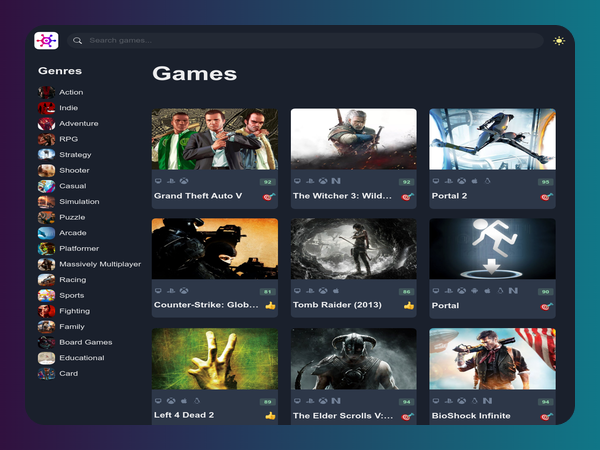 Search games...
Genres
Action
Indie
Adventure
RPG
Strategy
Shooter
Casual
Simulation
Puzzle
Arcade
Platformer
Massively Multiplayer
Racing
Sports
Fighting
Family
Board Games
Educational
Card
Games
92
Grand Theft Auto V
92
The Witcher 3: Wild...
95
Portal 2
81
Counter-Strike: Glob...
86
Tomb Raider (2013)
90
Portal
89
Left 4 Dead 2
94
The Elder Scrolls V:...
94
BioShock Infinite